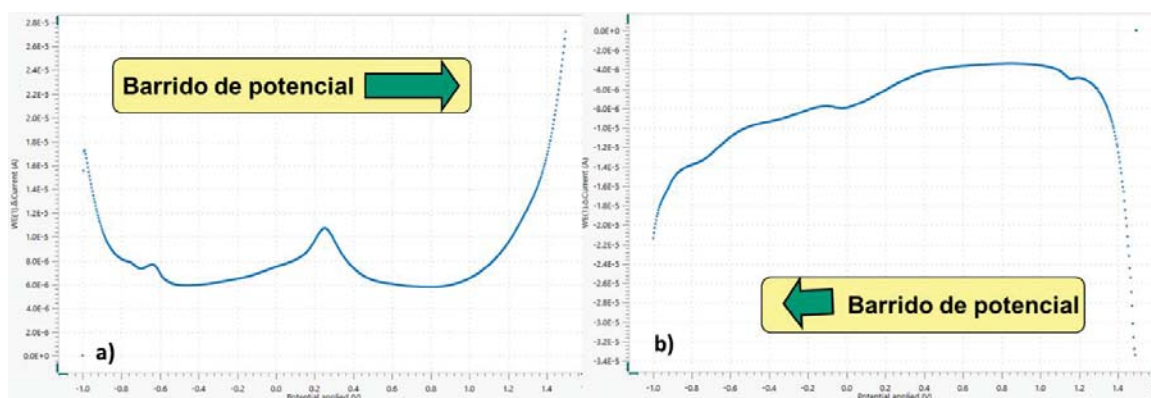 2.8E-5
2.6E-5
2.4E-5
2.2E-5
2.0E-5
1.8E-5
1.6E-5
1.4E-5
1.2E-5
1.0E-5
8.0E-6
6.0E-6
4.0E-6
2.0E-6
0.0E+0
WE(1).ΔCurrent (A)
Barrido de potencial
a)
-1.0 -0.8 -0.6 -0.4 -0.2 0.0 0.2 0.4 0.6 0.8 1.0 1.2 1.4
Potential applied (V)
0.0E+0
-2.0E-6
-4.0E-6
-6.0E-6
-8.0E-6
-1.0E-5
-1.2E-5
-1.4E-5
-1.6E-5
-1.8E-5
-2.0E-5
-2.2E-5
-2.4E-5
-2.6E-5
-2.8E-5
-3.0E-5
-3.2E-5
-3.4E-5
WE(1).ΔCurrent (A)
Barrido de potencial
b)
-1.0 -0.8 -0.6 -0.4 -0.2 0.0 0.2 0.4 0.6 0.8 1.0 1.2 1.4
Potential applied (V)